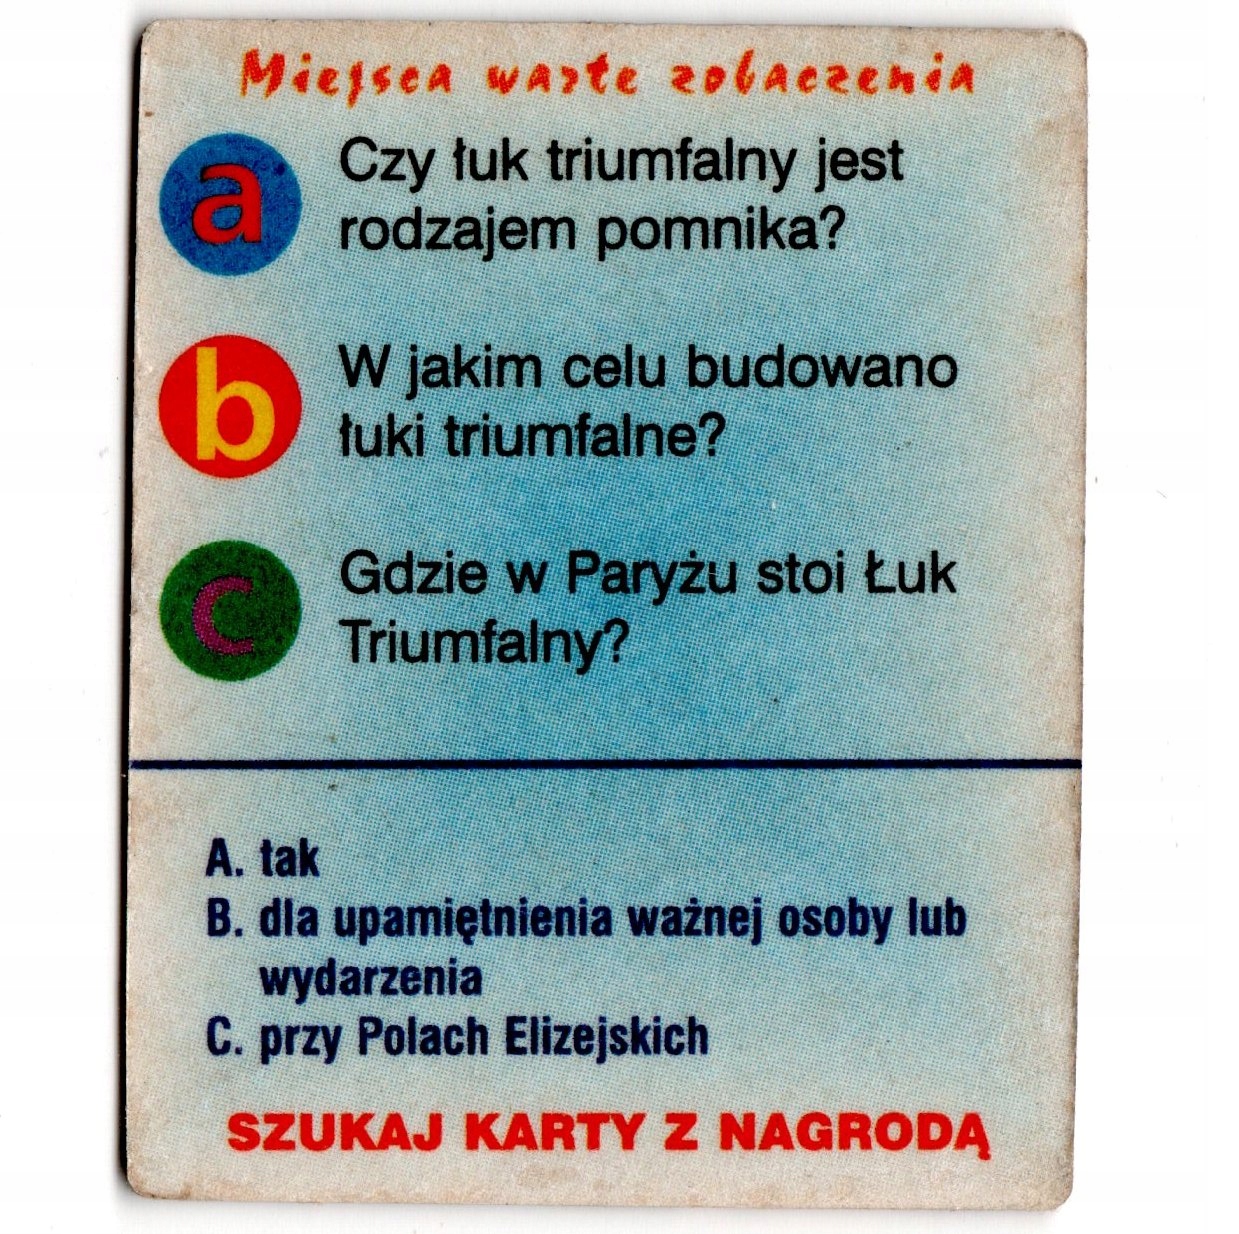 Miejsca warte zobaczenia
a
Czy łuk triumfalny jest
rodzajem pomnika?
b
W jakim celu budowano
łuki triumfalne?
c
Gdzie w Paryżu stoi Łuk
Triumfalny?
A. tak
B. dla upamiętnienia ważnej osoby lub
wydarzenia
C. przy Polach Elizejskich
SZUKAJ KARTY Z NAGRODĄ